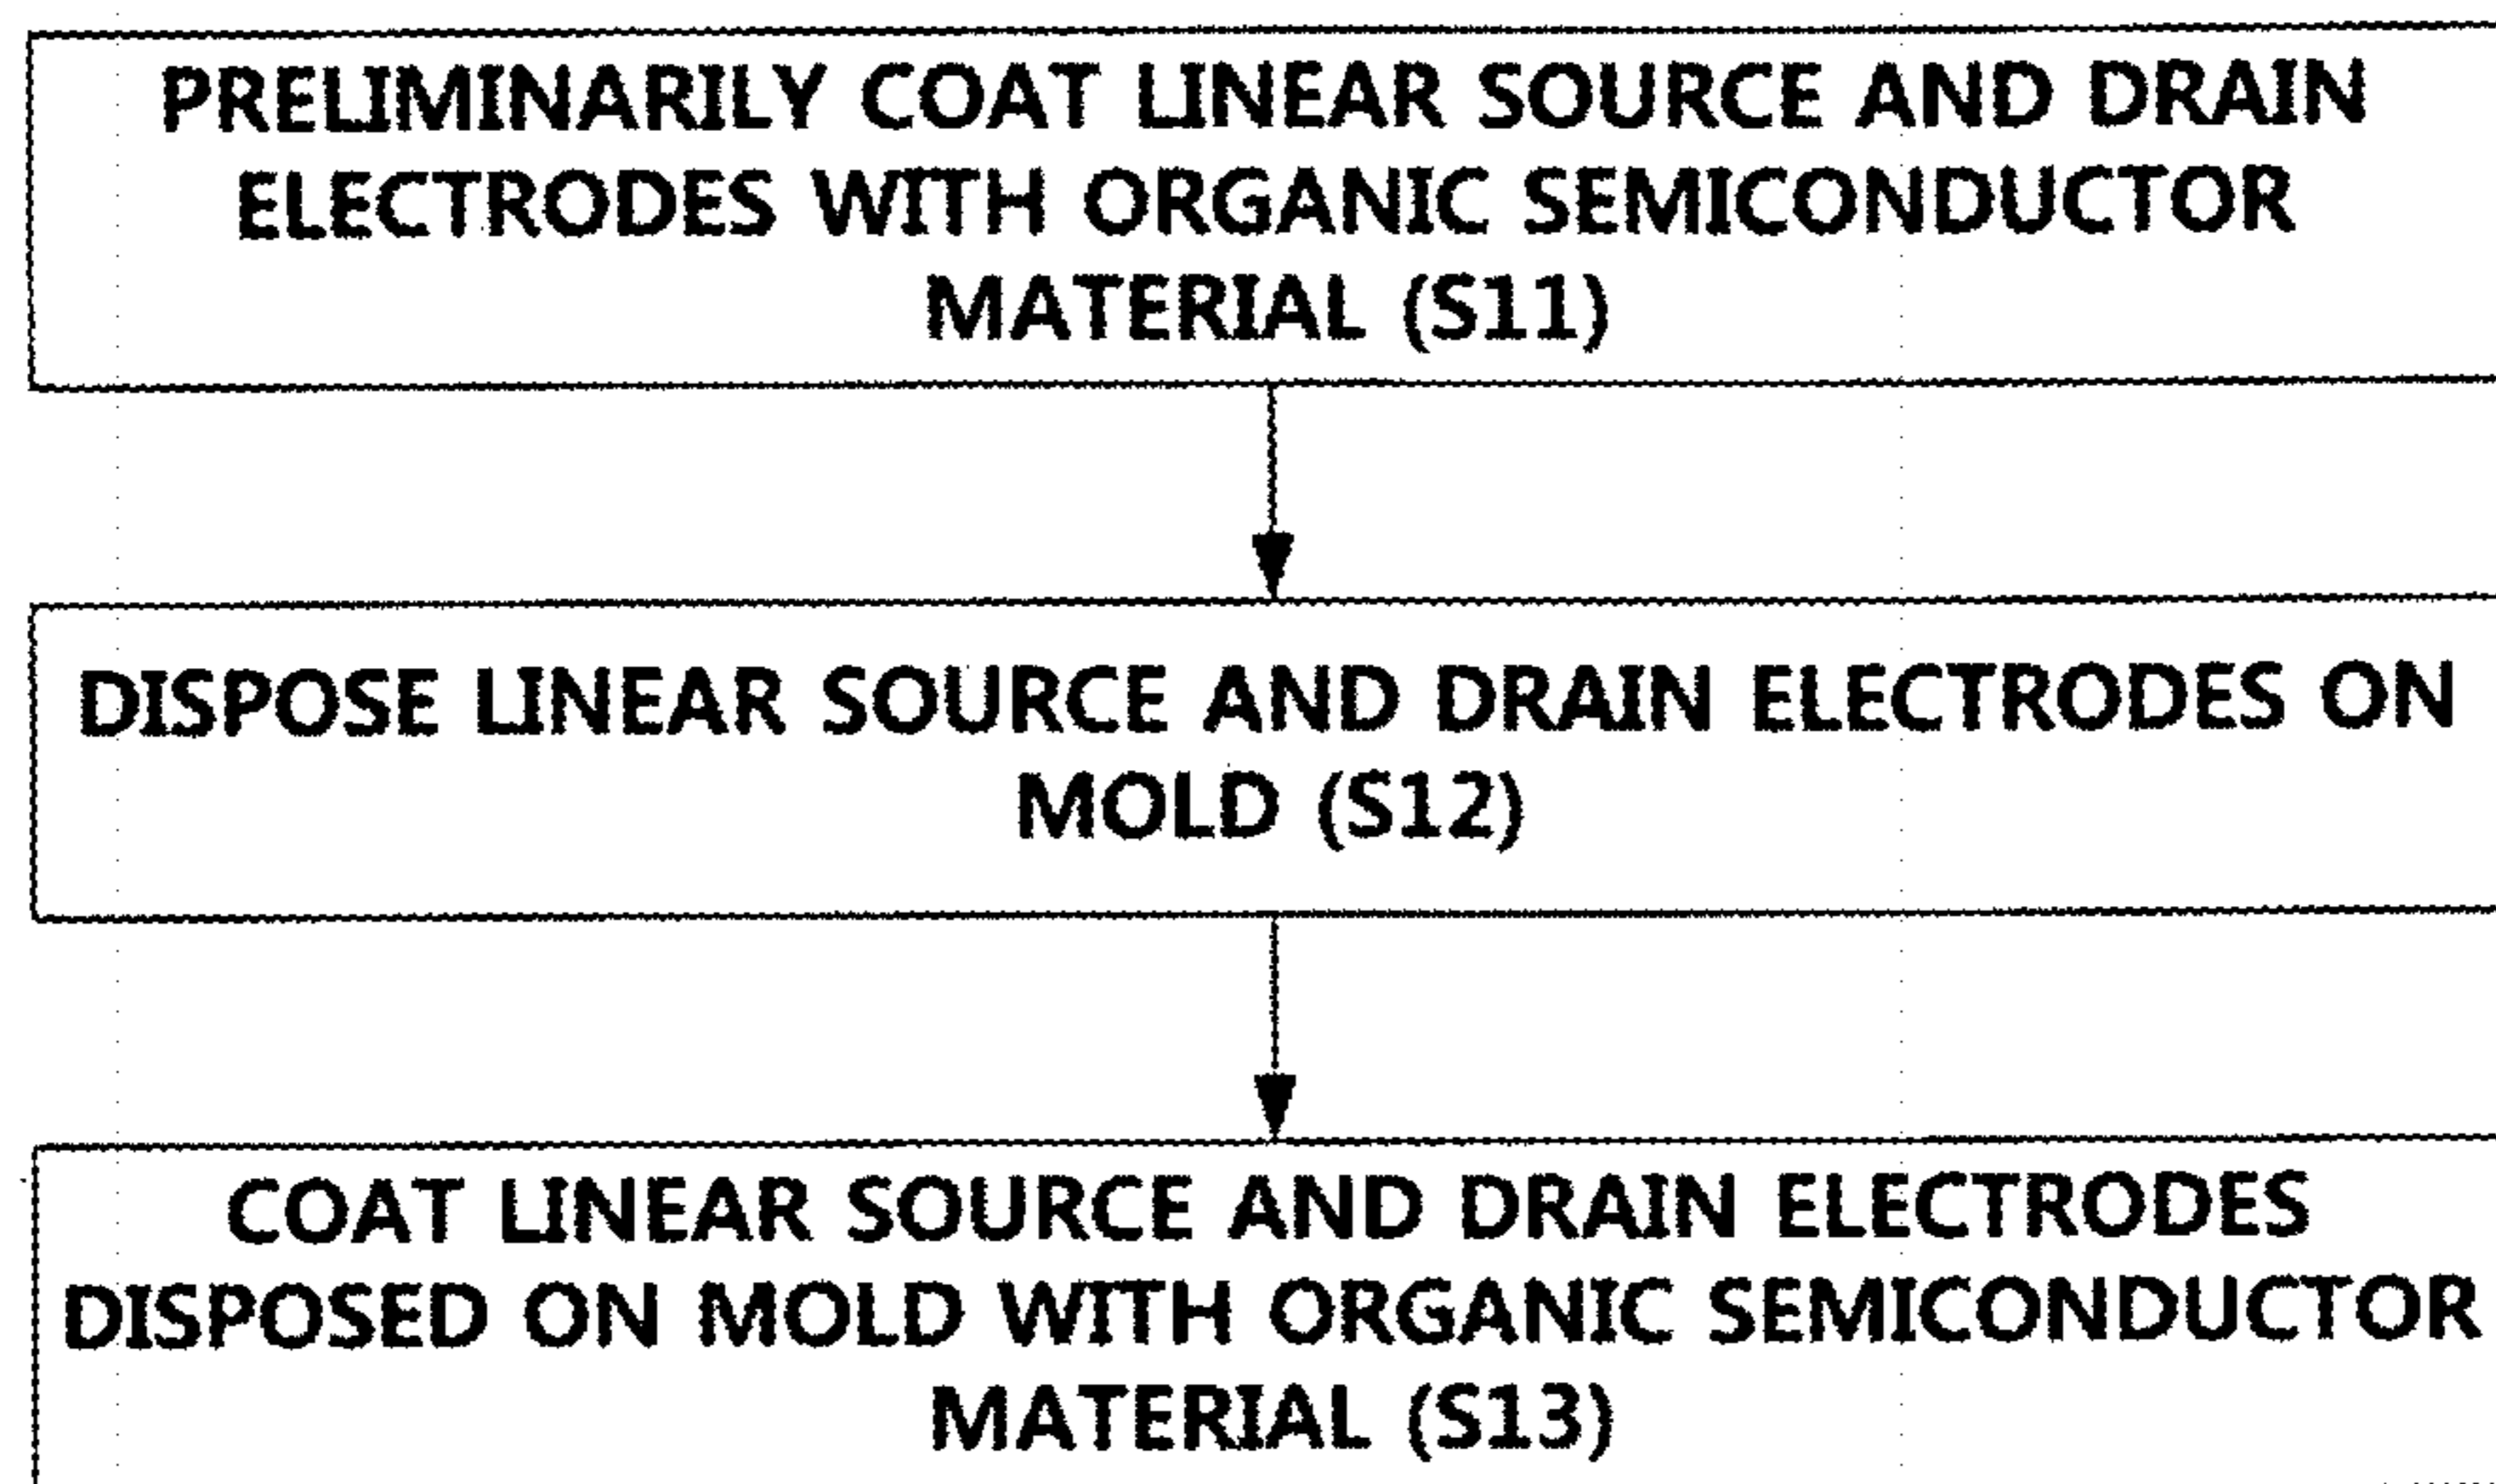 PRELIMINARILY COAT LINEAR SOURCE AND DRAIN
ELECTRODES WITH ORGANIC SEMICONDUCTOR
MATERIAL (S11)
DISPOSE LINEAR SOURCE AND DRAIN ELECTRODES ON
MOLD (S12)
COAT LINEAR SOURCE AND DRAIN ELECTRODES
DISPOSED ON MOLD WITH ORGANIC SEMICONDUCTOR
MATERIAL (S13)